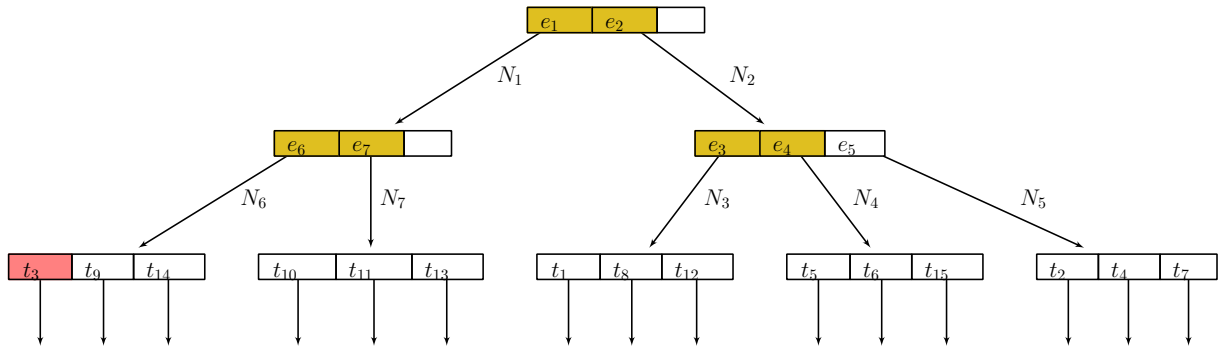 e₁ e₂
N₁ N₂
e₆ e₇ e₃ e₄ e₅
N₆ N₇ N₃ N₄ N₅
t₃ t₉ t₁₄ t₁₀ t₁₁ t₁₃ t₁ t₈ t₁₂ t₅ t₆ t₁₅ t₂ t₄ t₇